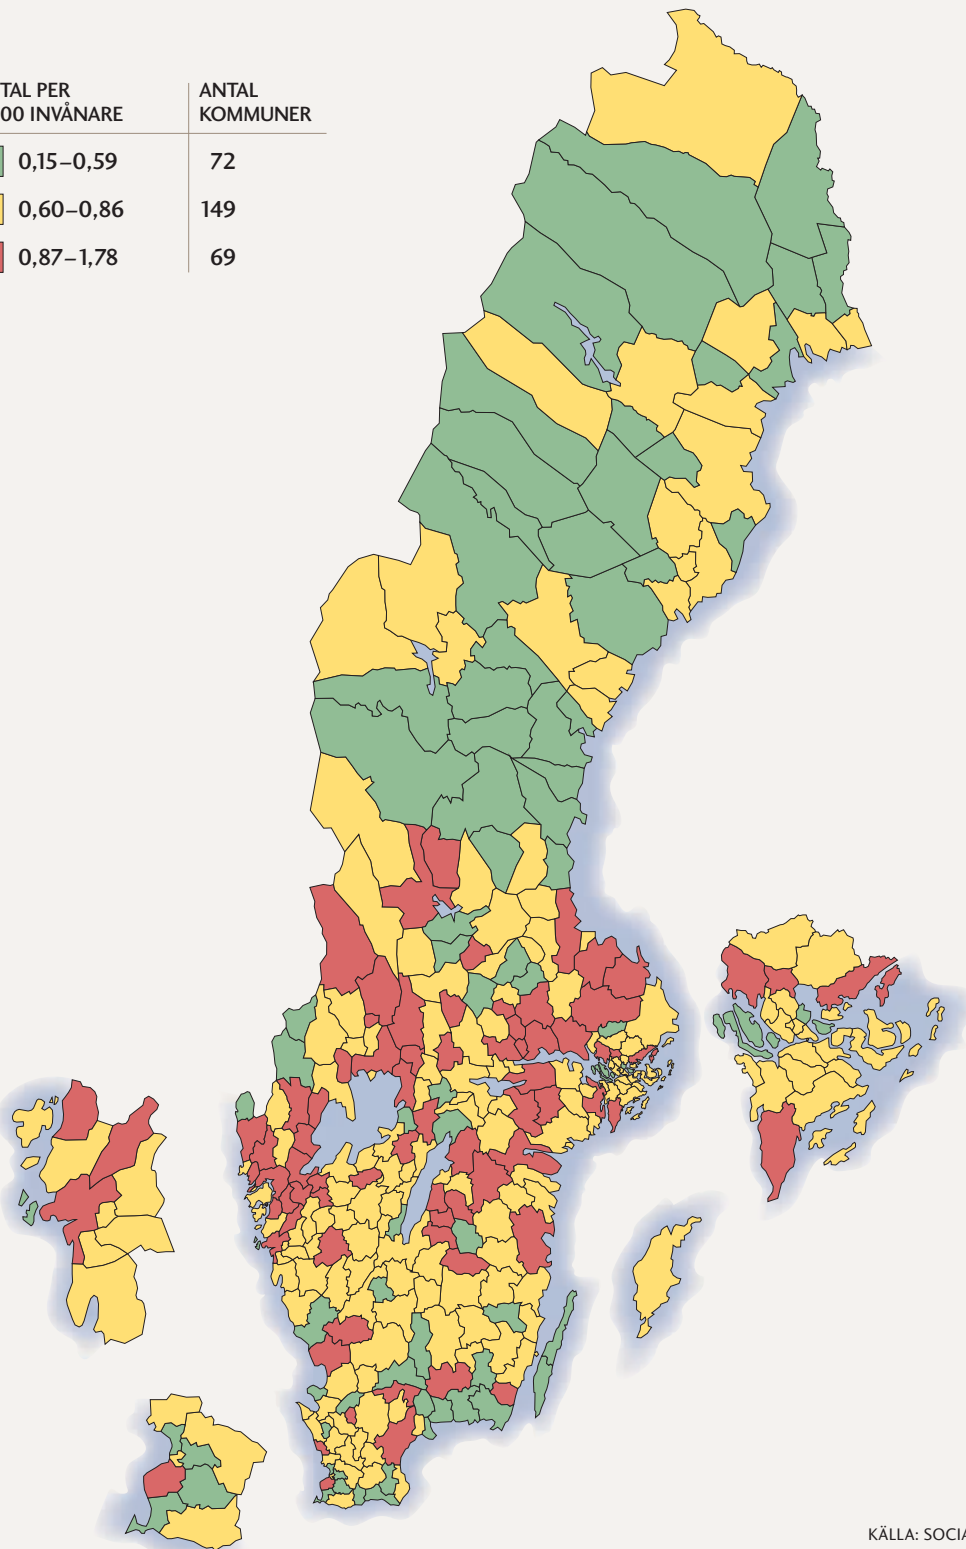 TAL PER
00 INVÅNARE
ANTAL
KOMMUNER
0,15–0,59 72
0,60–0,86 149
0,87–1,78 69
KÄLLA: SOCIA